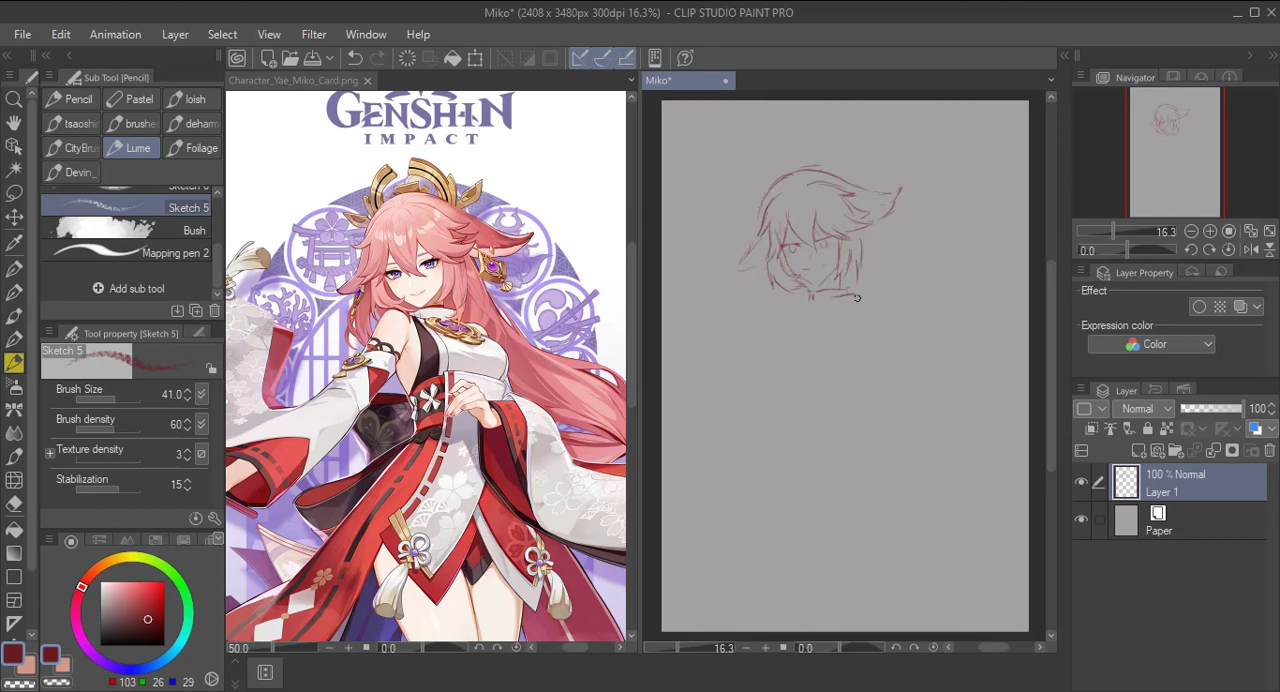 Miko* (2408 x 3480px 300dpi 16.3%) - CLIP STUDIO PAINT PRO
File Edit Animation Layer Select View Filter Window Help
Sub Tool [Pencil]
Pencil Pastel loish
tsaoshi brushes deharm
CityBru Lume Foilage
Devin_
Sketch 5
Bush
Mapping pen 2
Add sub tool
Tool property [Sketch 5]
Sketch 5
Brush Size 41.0
Brush density 60
Texture density 3
Stabilization 15
103 26 29
Character_Yae_Miko_Card.png
GENSHIN
IMPACT
50.0 0.0
Miko*
16.3 0.0
Navigator
16.3
0.0
Layer Property
Effect
Expression color
Color
Layer
Normal 100
100 % Normal
Layer 1
Paper